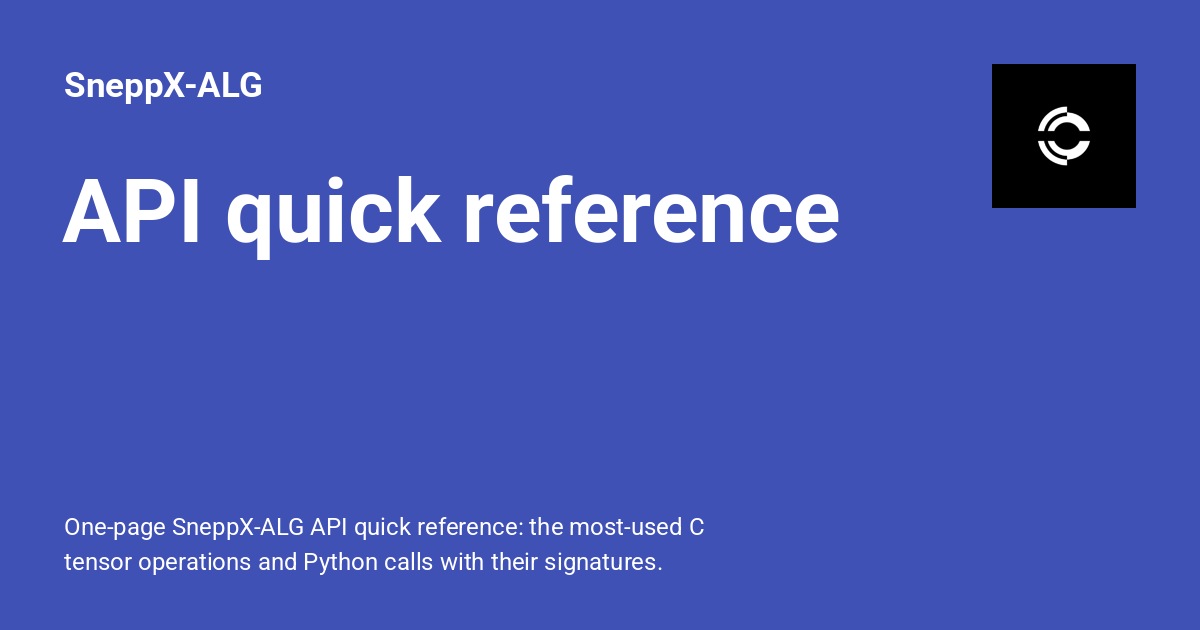 SneppX-ALG
API quick reference
One-page SneppX-ALG API quick reference: the most-used C
tensor operations and Python calls with their signatures.